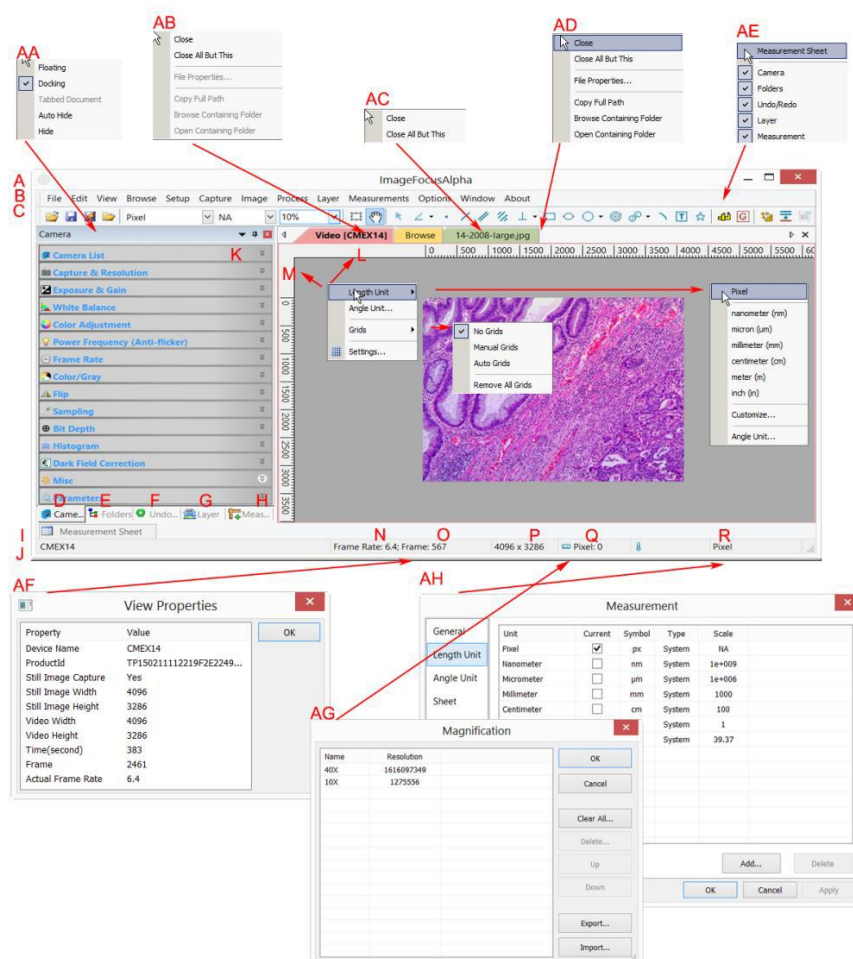 AB
AD
AE
AA
Close
Close All But This
File Properties...
Copy Full Path
Browse Containing Folder
Open Containing Folder
Close
Close All But This
File Properties...
Copy Full Path
Browse Containing Folder
Open Containing Folder
Measurement Sheet
Camera
Folders
Undo/Redo
Layer
Measurement
Floating
Docking
Tabbed Document
Auto Hide
Hide
AC
Close
Close All But This
A
ImageFocusAlpha
B
File Edit View Browse Setup Capture Image Process Layer Measurements Options Window About
C
Pixel NA 10%
Camera
Video [CMEX14] Browse 14-2008-large.jpg
K
L
M
0 500 1000 1500 2000 2500 3000 3500 4000 4500 5000 5500
0
500
1000
1500
2000
2500
3000
3500
Camera List
Capture & Resolution
Exposure & Gain
White Balance
Color Adjustment
Power Frequency (Anti-flicker)
Frame Rate
Color/Gray
Flip
Sampling
Bit Depth
Histogram
Dark Field Correction
Misc
Parameters
Length Unit
Angle Unit...
Grids
Settings...
No Grids
Manual Grids
Auto Grids
Remove All Grids
Pixel
nanometer (nm)
micron (um)
millimeter (mm)
centimeter (cm)
meter (m)
inch (in)
Customize...
Angle Unit...
D E F G H
Came... Folders Undo... Layer Meas...
I
Measurement Sheet
N O P Q R
J
CMEX14 Frame Rate: 6.4; Frame: 567 4096 x 3286 Pixel: 0 Pixel
AF
View Properties
Property Value
Device Name CMEX14
ProductId TP150211112219F2E2249...
Still Image Capture Yes
Still Image Width 4096
Still Image Height 3286
Video Width 4096
Video Height 3286
Time(second) 383
Frame 2461
Actual Frame Rate 6.4
OK
AH
Measurement
General
Length Unit
Angle Unit
Sheet
Unit Current Symbol Type Scale
Pixel px System NA
Nanometer nm System 1e+009
Micrometer μm System 1e+006
Millimeter mm System 1000
Centimeter cm System 100
System 1
System 39.37
Add... Delete
OK Cancel Apply
AG
Magnification
Name Resolution
40X 1616097349
10X 1275556
OK
Cancel
Clear All...
Delete...
Up
Down
Export...
Import...